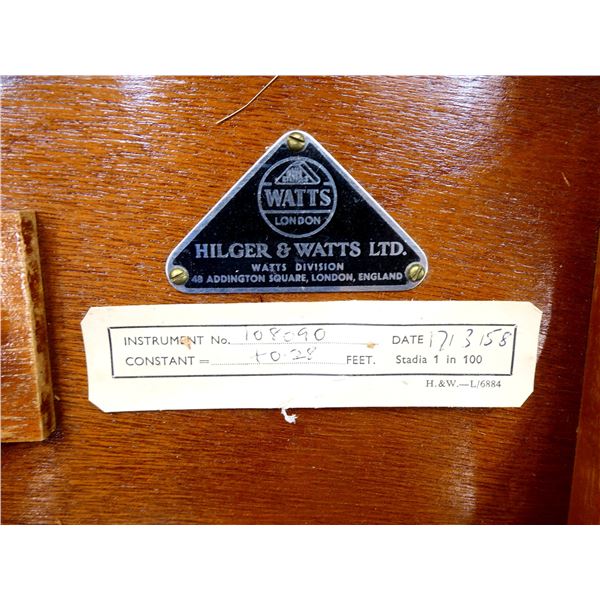 WATTS
LONDON
HILGER & WATTS LTD.
WATTS DIVISION
48 ADDINGTON SQUARE, LONDON, ENGLAND
INSTRUMENT No. 108090 DATE 17/3/58
CONSTANT = +0.28 FEET. Stadia 1 in 100
H. & W.—L/6884